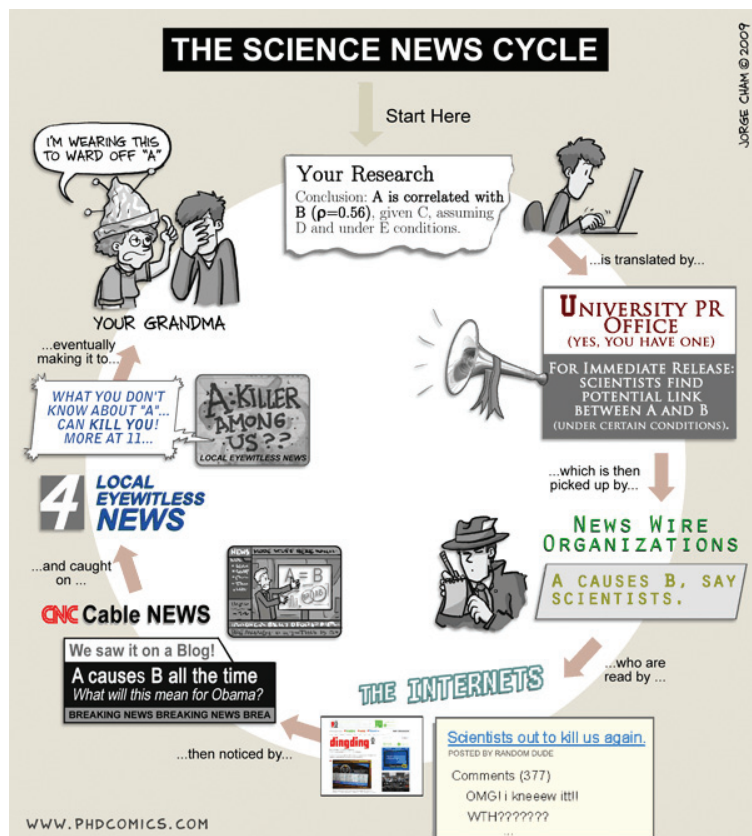 THE SCIENCE NEWS CYCLE
JORGE CHAM © 2009
Start Here
Your Research
Conclusion: A is correlated with
B (ρ=0.56), given C, assuming
D and under E conditions.
...is translated by...
UNIVERSITY PR
OFFICE
(YES, YOU HAVE ONE)
FOR IMMEDIATE RELEASE:
SCIENTISTS FIND
POTENTIAL LINK
BETWEEN A AND B
(UNDER CERTAIN CONDITIONS).
...which is then
picked up by...
NEWS WIRE
ORGANIZATIONS
A CAUSES B, SAY
SCIENTISTS.
...who are
read by ...
THE INTERNETS
dingding
Scientists out to kill us again.
POSTED BY RANDOM DUDE
Comments (377)
OMG! i kneeew itt!!
WTH???????
...then noticed by...
CNC Cable NEWS
We saw it on a Blog!
A causes B all the time
What will this mean for Obama?
BREAKING NEWS BREAKING NEWS BREA
NEWS
A = B
...and caught
on ...
4 LOCAL
EYEWITLESS
NEWS
WHAT YOU DON'T
KNOW ABOUT "A"...
CAN KILL YOU!
MORE AT 11...
A: KILLER
AMONG
US??
LOCAL EYEWITLESS NEWS
...eventually
making it to...
YOUR GRANDMA
I'M WEARING THIS
TO WARD OFF "A"
WWW.PHDCOMICS.COM